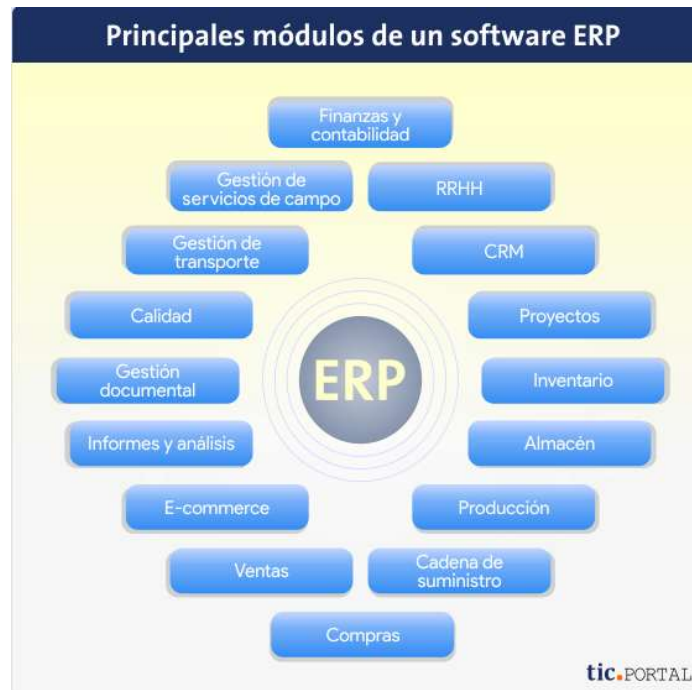 Principales módulos de un software ERP
Finanzas y
contabilidad
Gestión de
servicios de campo
RRHH
Gestión de
transporte
CRM
Calidad
Proyectos
Gestión
documental
ERP
Inventario
Informes y análisis
Almacén
E-commerce
Producción
Ventas
Cadena de
suministro
Compras
tic.PORTAL